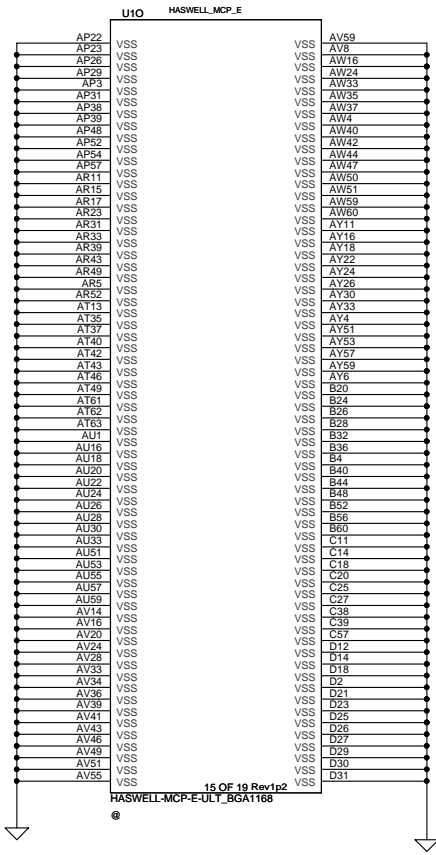 U1O HASWELL_MCP_E
AP22 VSS VSS AV59
AP23 VSS VSS AV8
AP26 VSS VSS AW16
AP29 VSS VSS AW24
AP3 VSS VSS AW33
AP31 VSS VSS AW35
AP38 VSS VSS AW37
AP39 VSS VSS AW4
AP48 VSS VSS AW40
AP52 VSS VSS AW42
AP54 VSS VSS AW44
AP57 VSS VSS AW47
AR11 VSS VSS AW50
AR15 VSS VSS AW51
AR17 VSS VSS AW59
AR23 VSS VSS AW60
AR31 VSS VSS AY11
AR33 VSS VSS AY16
AR39 VSS VSS AY18
AR43 VSS VSS AY22
AR49 VSS VSS AY24
AR5 VSS VSS AY26
AR52 VSS VSS AY30
AT13 VSS VSS AY33
AT35 VSS VSS AY4
AT37 VSS VSS AY51
AT40 VSS VSS AY53
AT42 VSS VSS AY57
AT43 VSS VSS AY59
AT46 VSS VSS AY6
AT49 VSS VSS B20
AT61 VSS VSS B24
AT62 VSS VSS B26
AT63 VSS VSS B28
AU1 VSS VSS B32
AU16 VSS VSS B36
AU18 VSS VSS B4
AU20 VSS VSS B40
AU22 VSS VSS B44
AU24 VSS VSS B48
AU26 VSS VSS B52
AU28 VSS VSS B56
AU30 VSS VSS B60
AU33 VSS VSS C11
AU51 VSS VSS C14
AU53 VSS VSS C18
AU55 VSS VSS C20
AU57 VSS VSS C25
AU59 VSS VSS C27
AV14 VSS VSS C38
AV16 VSS VSS C39
AV20 VSS VSS C57
AV24 VSS VSS D12
AV28 VSS VSS D14
AV33 VSS VSS D18
AV34 VSS VSS D2
AV36 VSS VSS D21
AV39 VSS VSS D23
AV41 VSS VSS D25
AV43 VSS VSS D26
AV46 VSS VSS D27
AV49 VSS VSS D29
AV51 VSS VSS D30
AV55 VSS VSS D31
15 OF 19 Rev1p2
HASWELL-MCP-E-ULT_BGA1168
@